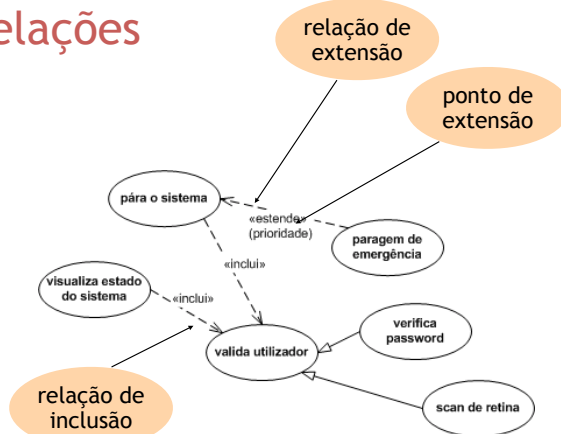 elações
relação de
extensão
ponto de
extensão
pára o sistema
«estende»
(prioridade)
paragem de
emergência
«inclui»
visualiza estado
do sistema
«inclui»
verifica
password
valida utilizador
relação de
inclusão
scan de retina